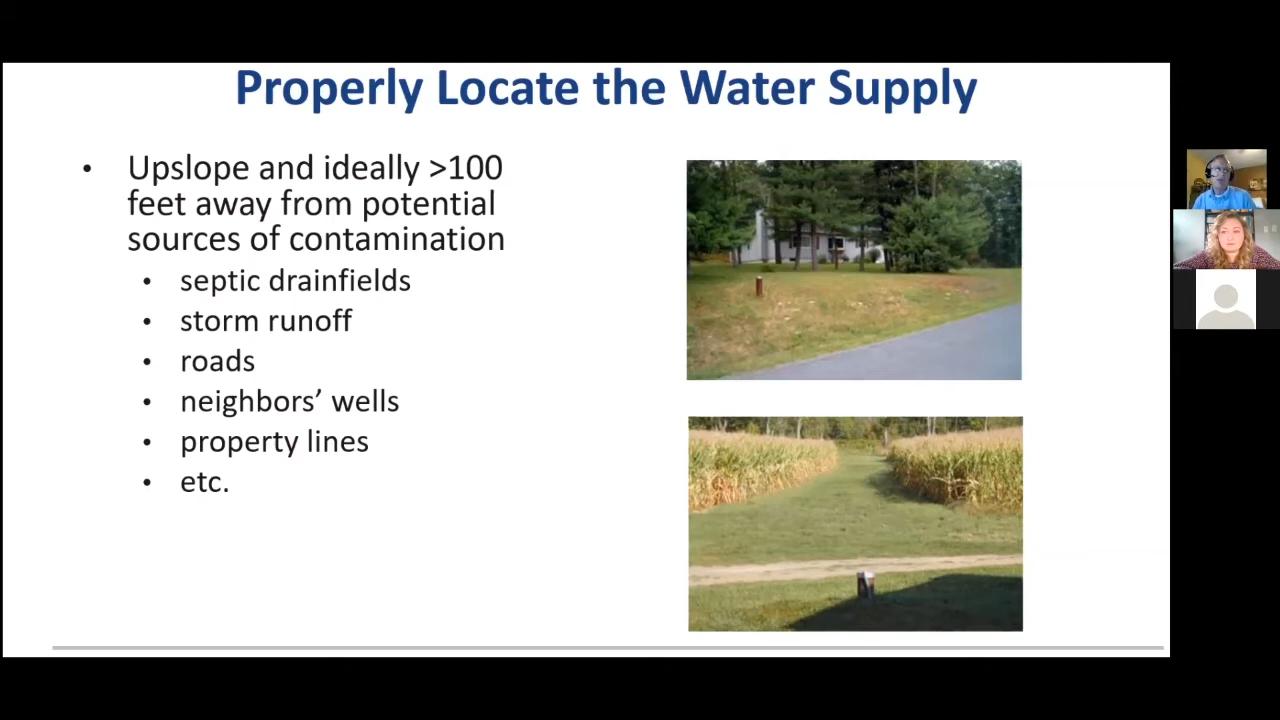 Properly Locate the Water Supply
• Upslope and ideally >100
feet away from potential
sources of contamination
• septic drainfields
• storm runoff
• roads
• neighbors’ wells
• property lines
• etc.